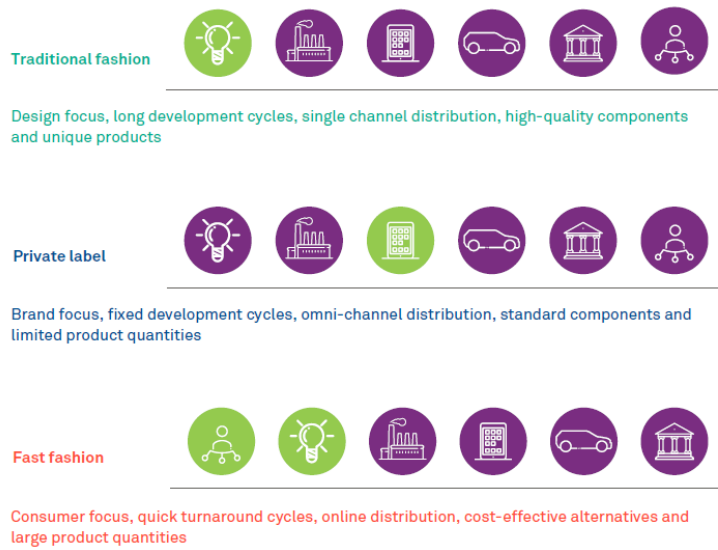 Traditional fashion
Design focus, long development cycles, single channel distribution, high-quality components
and unique products
Private label
Brand focus, fixed development cycles, omni-channel distribution, standard components and
limited product quantities
Fast fashion
Consumer focus, quick turnaround cycles, online distribution, cost-effective alternatives and
large product quantities